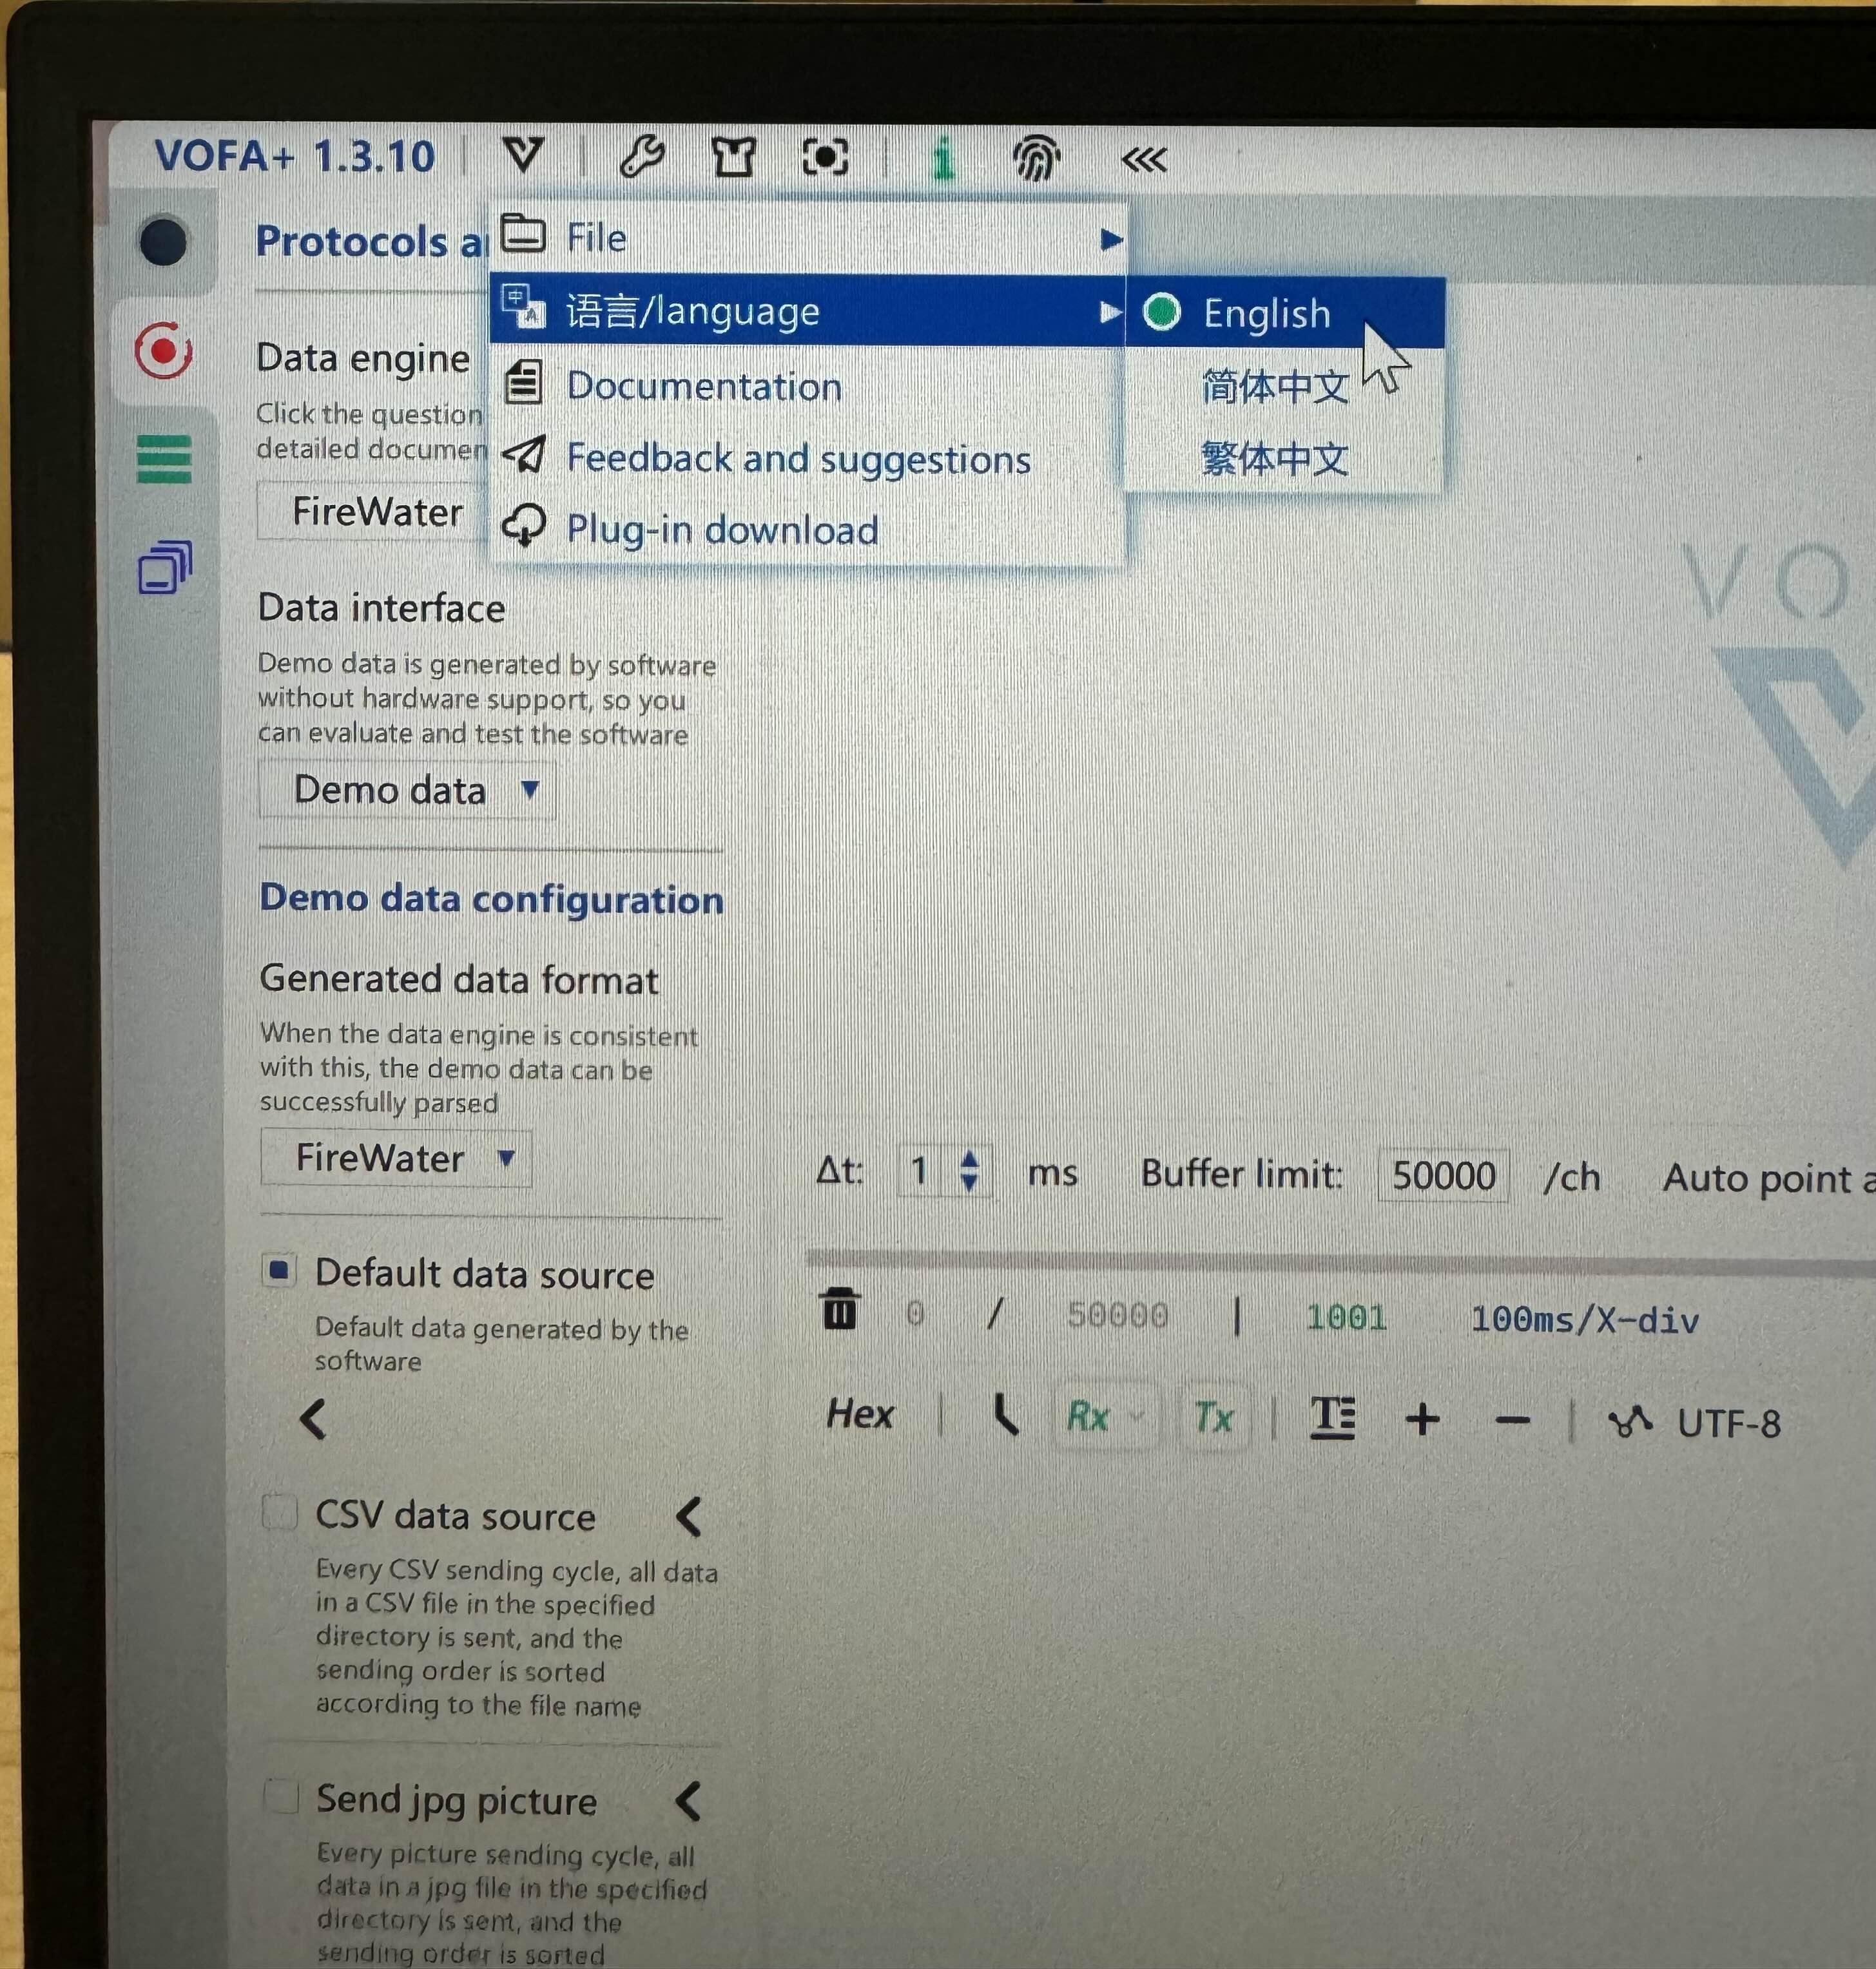 VOFA+ 1.3.10
Protocols a
File
语言/language
English
Data engine
Documentation
简体中文
Click the question
detailed documen
Feedback and suggestions
繁体中文
FireWater
Plug-in download
VO
Data interface
Demo data is generated by software
without hardware support, so you
can evaluate and test the software
Demo data
Demo data configuration
Generated data format
When the data engine is consistent
with this, the demo data can be
successfully parsed
FireWater
Δt: 1 ms Buffer limit: 50000 /ch Auto point a
Default data source
Default data generated by the
software
0 / 50000 | 1001 100ms/X-div
Hex Rx Tx + − UTF-8
CSV data source
Every CSV sending cycle, all data
in a CSV file in the specified
directory is sent, and the
sending order is sorted
according to the file name
Send jpg picture
Every picture sending cycle, all
data in a jpg file in the specified
directory is sent, and the
sending order is sorted